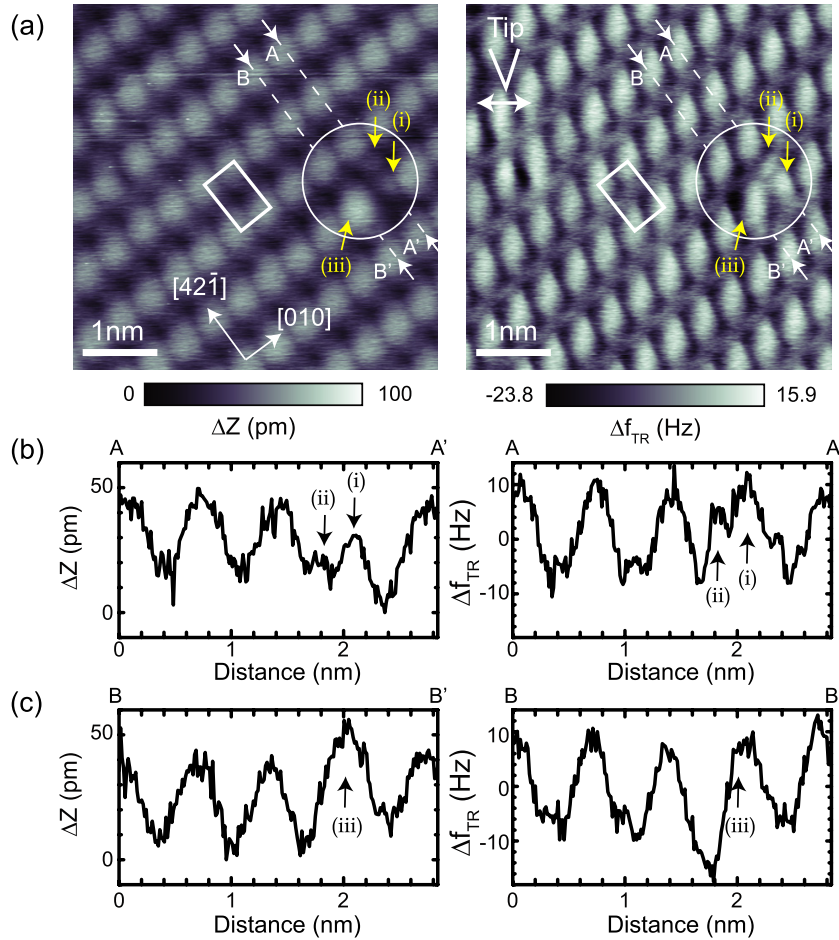 (a)
A
B
(ii)
(i)
(iii)
A'
B'
[421̄]
[010]
1nm
0 100
ΔZ (pm)
Tip
A
B
(ii)
(i)
(iii)
A'
B'
1nm
-23.8 15.9
Δf_TR (Hz)
(b)
A A'
50
0
ΔZ (pm)
(ii)
(i)
0 1 2
Distance (nm)
A A
10
0
-10
Δf_TR (Hz)
(ii)
(i)
0 1 2
Distance (nm)
(c)
B B'
50
0
ΔZ (pm)
(iii)
0 1 2
Distance (nm)
B B
10
0
-10
Δf_TR (Hz)
(iii)
0 1 2
Distance (nm)